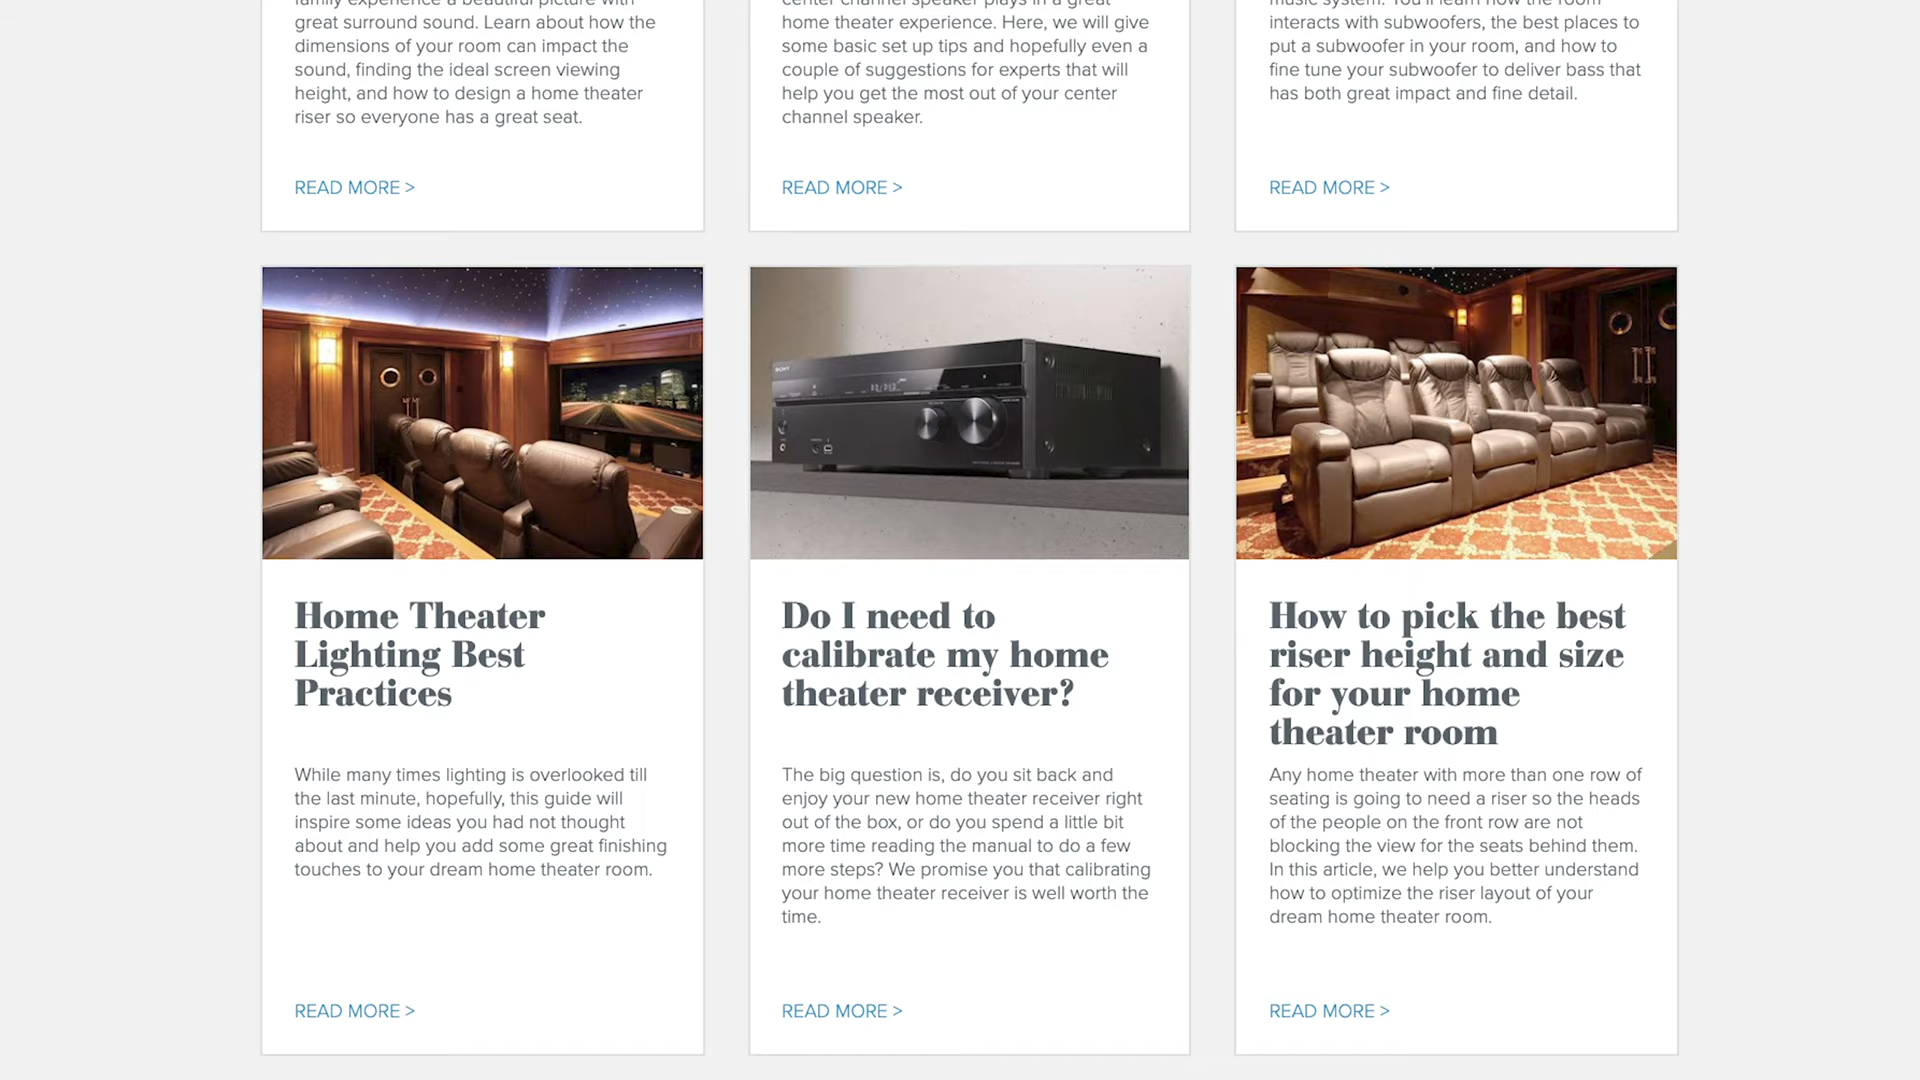 great surround sound. Learn about how the
dimensions of your room can impact the
sound, finding the ideal screen viewing
height, and how to design a home theater
riser so everyone has a great seat.
READ MORE >
home theater experience. Here, we will give
some basic set up tips and hopefully even a
couple of suggestions for experts that will
help you get the most out of your center
channel speaker.
READ MORE >
interacts with subwoofers, the best places to
put a subwoofer in your room, and how to
fine tune your subwoofer to deliver bass that
has both great impact and fine detail.
READ MORE >
Home Theater
Lighting Best
Practices
While many times lighting is overlooked till
the last minute, hopefully, this guide will
inspire some ideas you had not thought
about and help you add some great finishing
touches to your dream home theater room.
READ MORE >
SONY
Do I need to
calibrate my home
theater receiver?
The big question is, do you sit back and
enjoy your new home theater receiver right
out of the box, or do you spend a little bit
more time reading the manual to do a few
more steps? We promise you that calibrating
your home theater receiver is well worth the
time.
READ MORE >
How to pick the best
riser height and size
for your home
theater room
Any home theater with more than one row of
seating is going to need a riser so the heads
of the people on the front row are not
blocking the view for the seats behind them.
In this article, we help you better understand
how to optimize the riser layout of your
dream home theater room.
READ MORE >